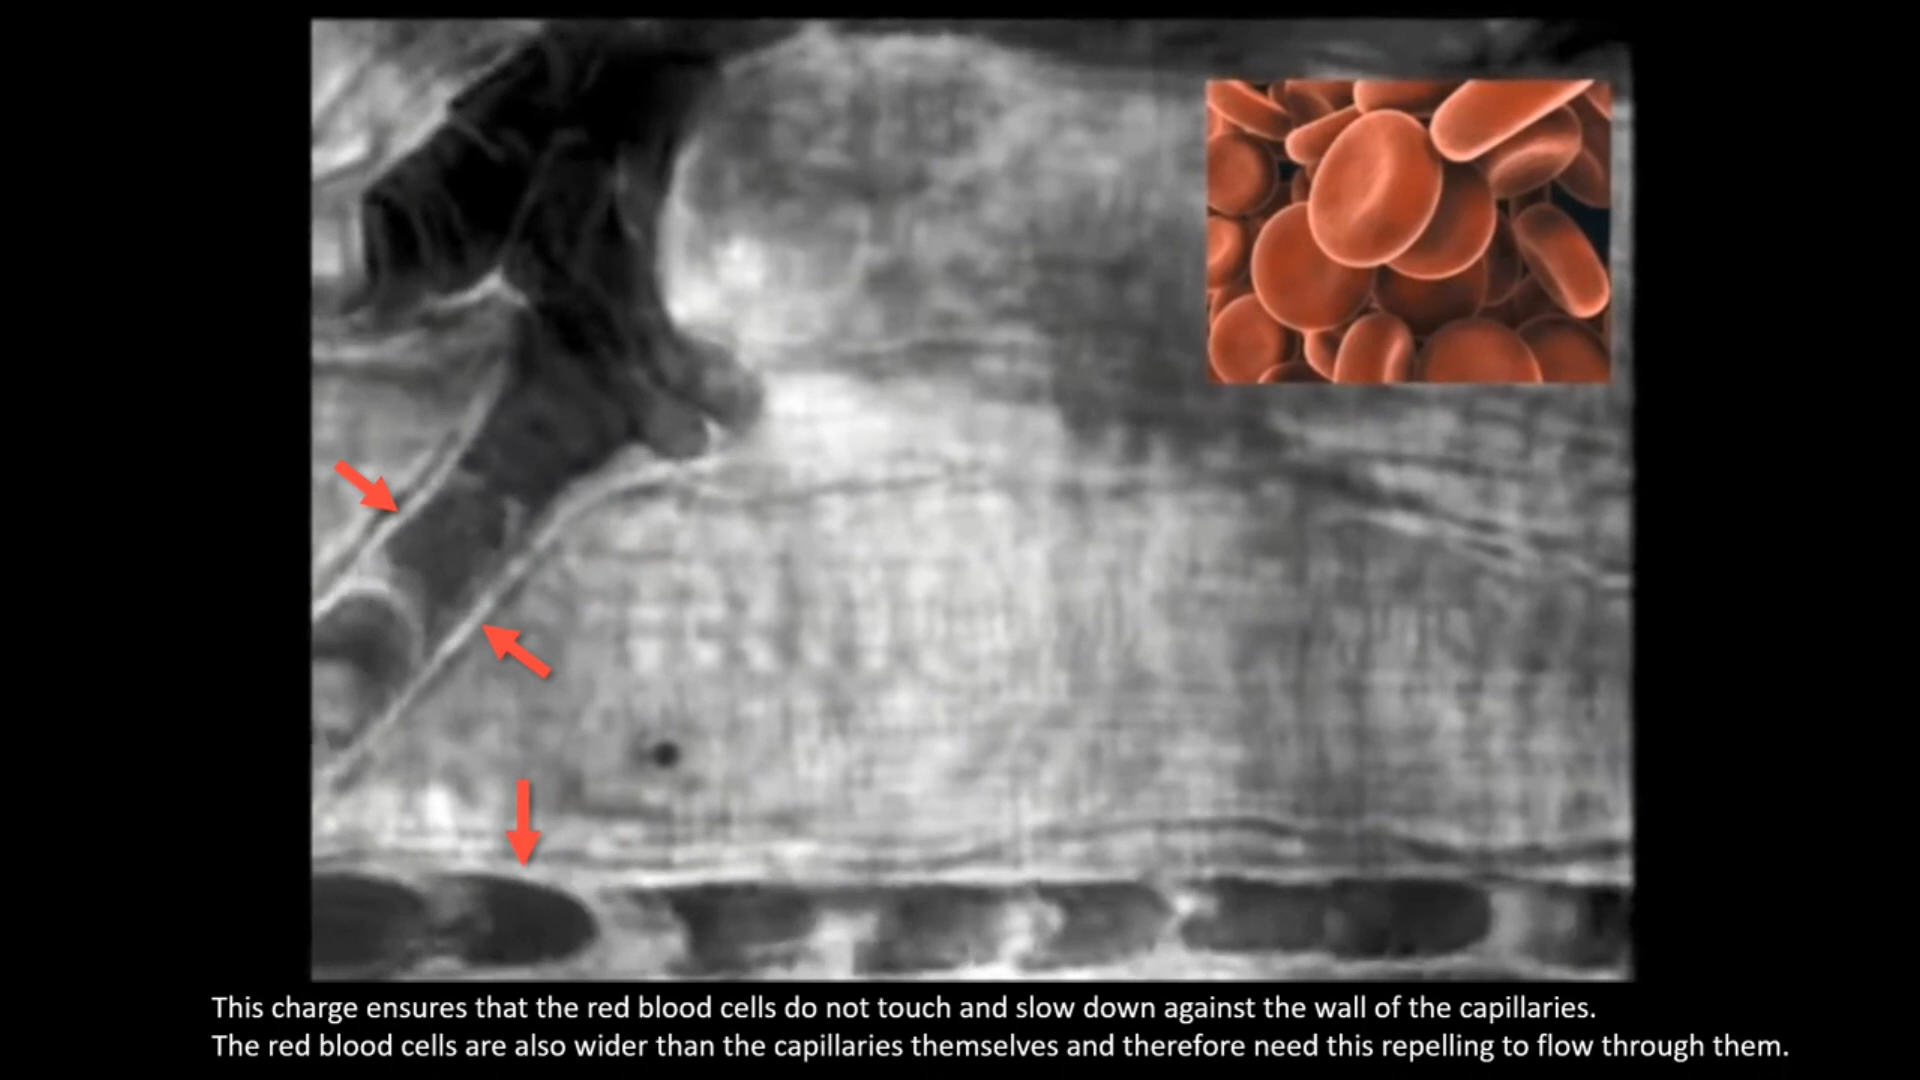 This charge ensures that the red blood cells do not touch and slow down against the wall of the capillaries.
The red blood cells are also wider than the capillaries themselves and therefore need this repelling to flow through them.